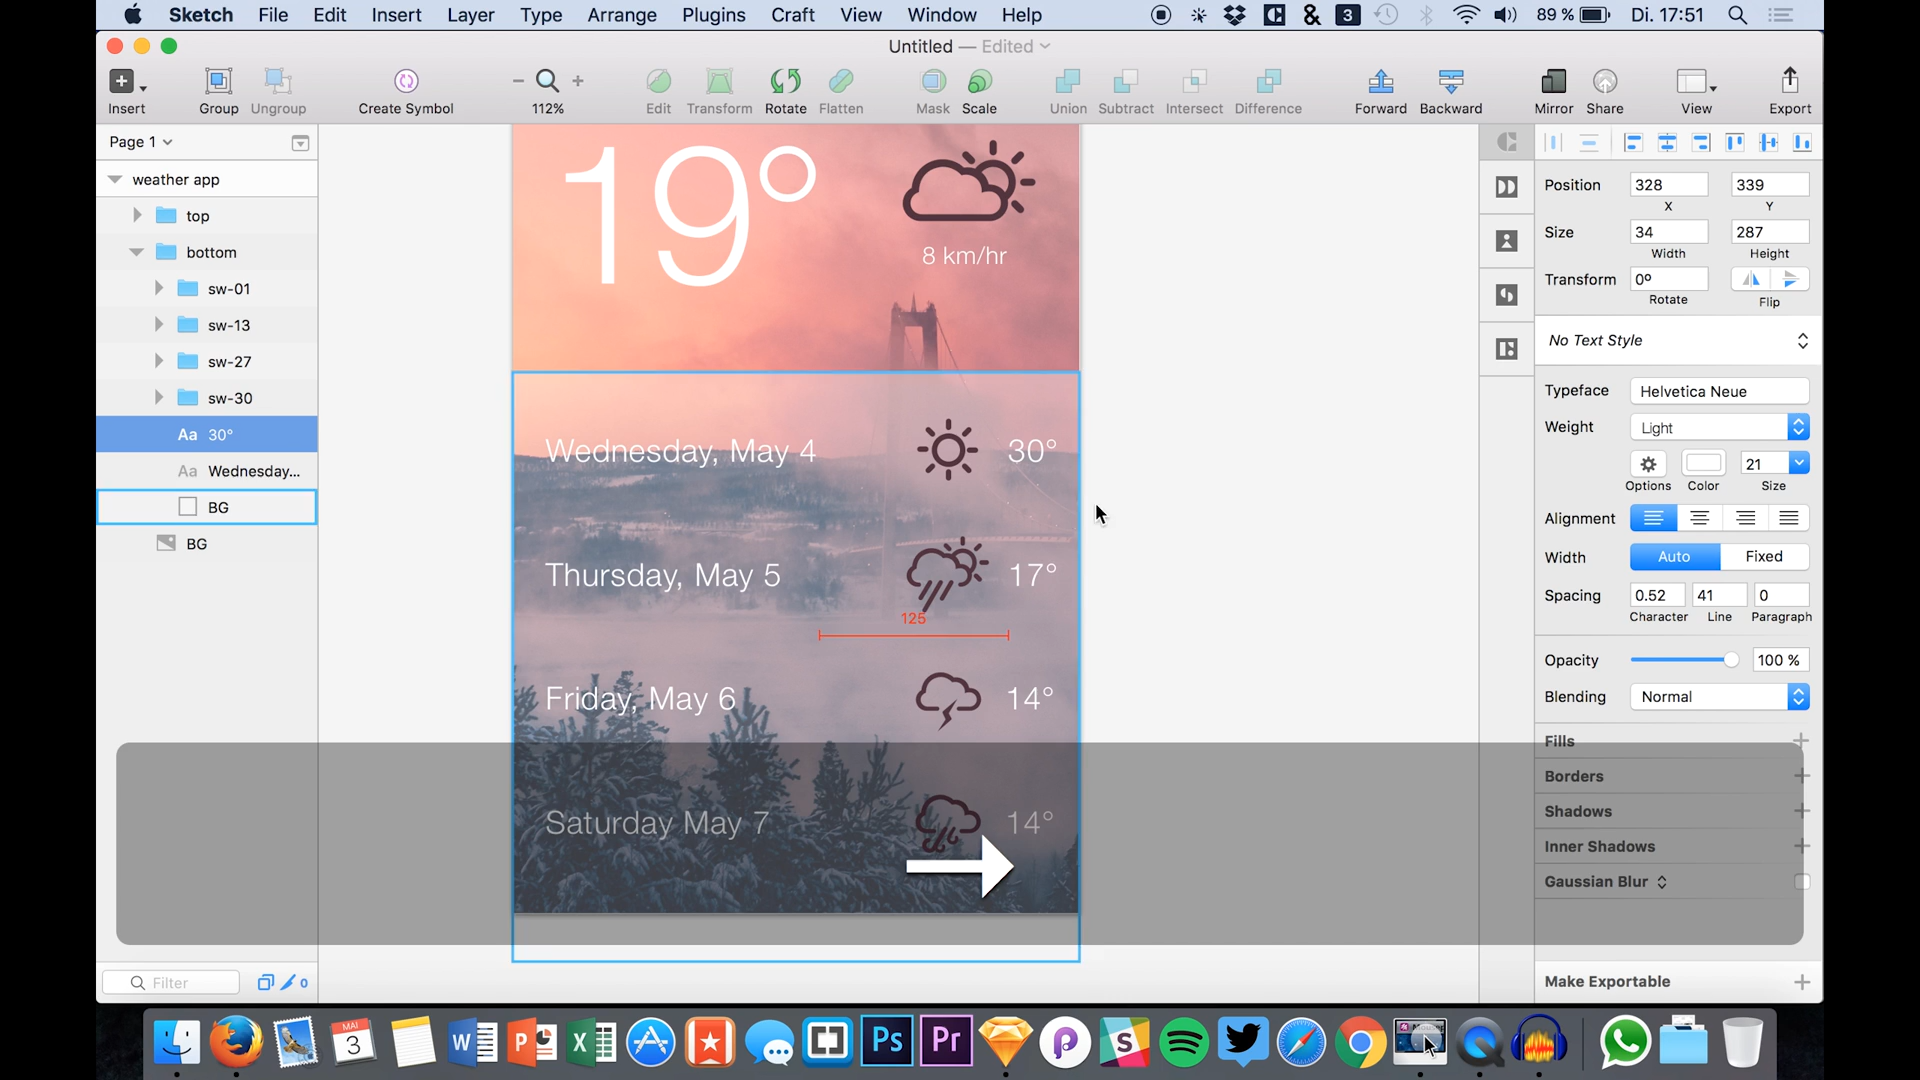 Sketch File Edit Insert Layer Type Arrange Plugins Craft View Window Help 3 89 % Di. 17:51
Untitled — Edited
Insert Group Ungroup Create Symbol 112% Edit Transform Rotate Flatten Mask Scale Union Subtract Intersect Difference Forward Backward Mirror Share View Export
Page 1
weather app
top
bottom
sw-01
sw-13
sw-27
sw-30
Aa 30°
Aa Wednesday...
BG
BG
Filter
0
19°
8 km/hr
Wednesday, May 4 30°
Thursday, May 5 17°
125
Friday, May 6 14°
Saturday May 7 14°
Position 328 339
X Y
Size 34 287
Width Height
Transform 0°
Rotate Flip
No Text Style
Typeface Helvetica Neue
Weight Light
21
Options Color Size
Alignment
Width Auto Fixed
Spacing 0.52 41 0
Character Line Paragraph
Opacity 100 %
Blending Normal
Fills
Borders
Shadows
Inner Shadows
Gaussian Blur
Make Exportable
MAI
3
W P X Ps Pr S